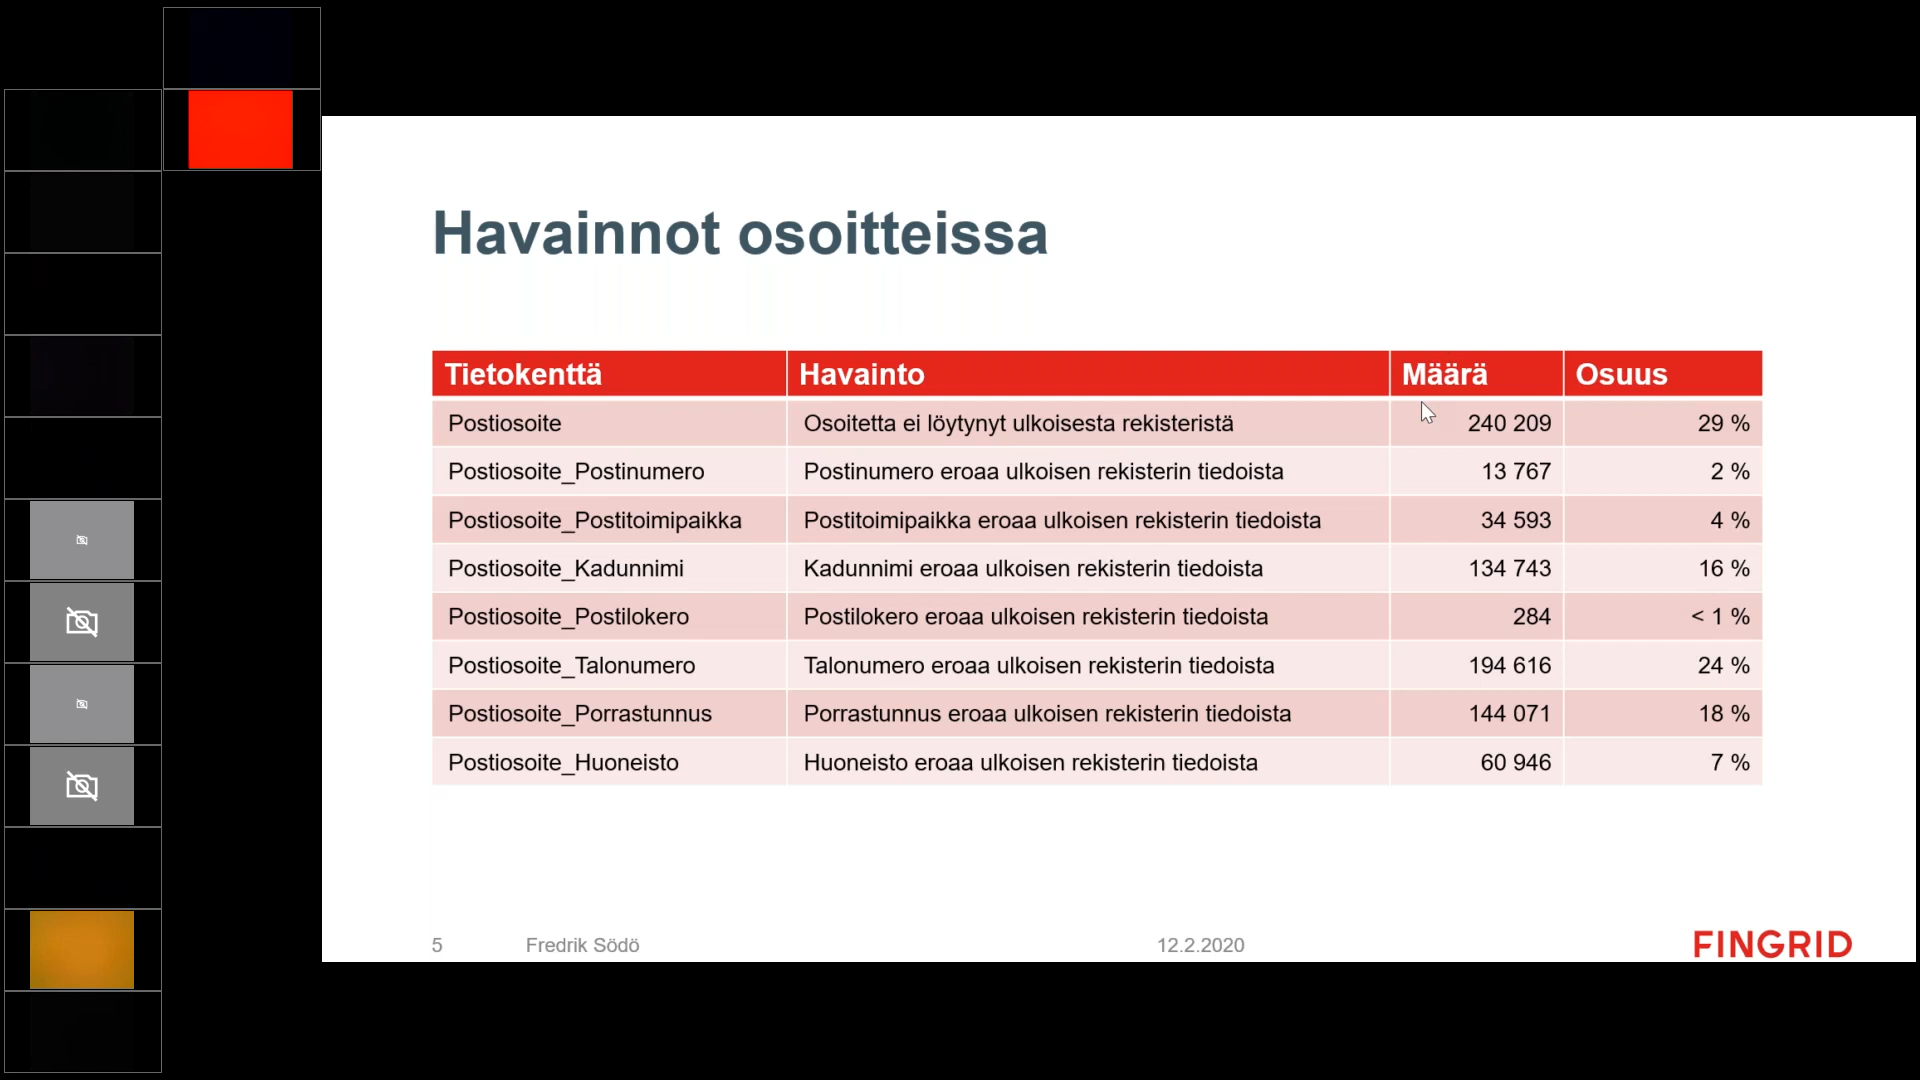 Havainnot osoitteissa
Tietokenttä Havainto Määrä Osuus
Postiosoite Osoitetta ei löytynyt ulkoisesta rekisteristä 240 209 29 %
Postiosoite_Postinumero Postinumero eroaa ulkoisen rekisterin tiedoista 13 767 2 %
Postiosoite_Postitoimipaikka Postitoimipaikka eroaa ulkoisen rekisterin tiedoista 34 593 4 %
Postiosoite_Kadunnimi Kadunnimi eroaa ulkoisen rekisterin tiedoista 134 743 16 %
Postiosoite_Postilokero Postilokero eroaa ulkoisen rekisterin tiedoista 284 < 1 %
Postiosoite_Talonumero Talonumero eroaa ulkoisen rekisterin tiedoista 194 616 24 %
Postiosoite_Porrastunnus Porrastunnus eroaa ulkoisen rekisterin tiedoista 144 071 18 %
Postiosoite_Huoneisto Huoneisto eroaa ulkoisen rekisterin tiedoista 60 946 7 %
5 Fredrik Södö 12.2.2020 FINGRID